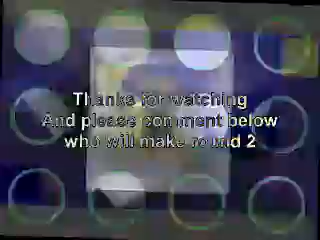 Thanks for watching
And please comment below
who will make round 2